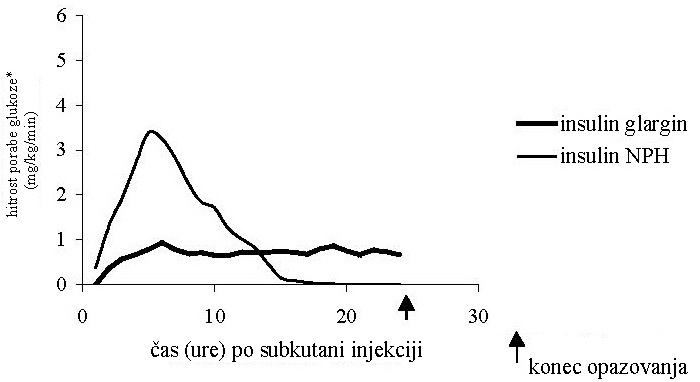 hitrost porabe glukoze*
(mg/kg/min)
6
5
4
3
2
1
0
0
10
20
30
čas (ure) po subkutani injekciji
insulin glargin
insulin NPH
konec opazovanja